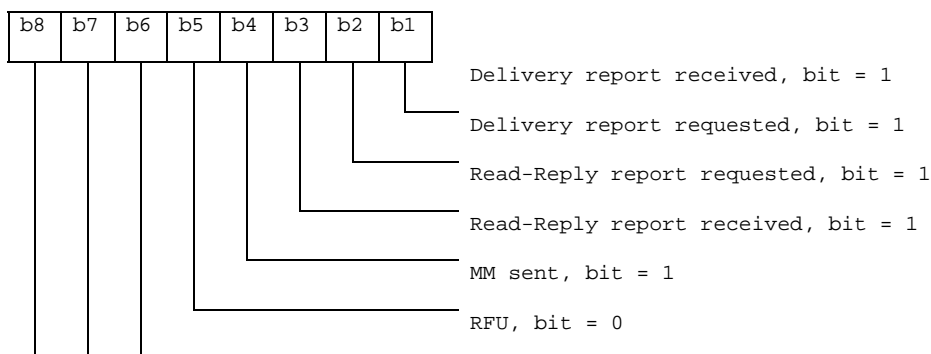 b8 b7 b6 b5 b4 b3 b2 b1
Delivery report received, bit = 1
Delivery report requested, bit = 1
Read-Reply report requested, bit = 1
Read-Reply report received, bit = 1
MM sent, bit = 1
RFU, bit = 0